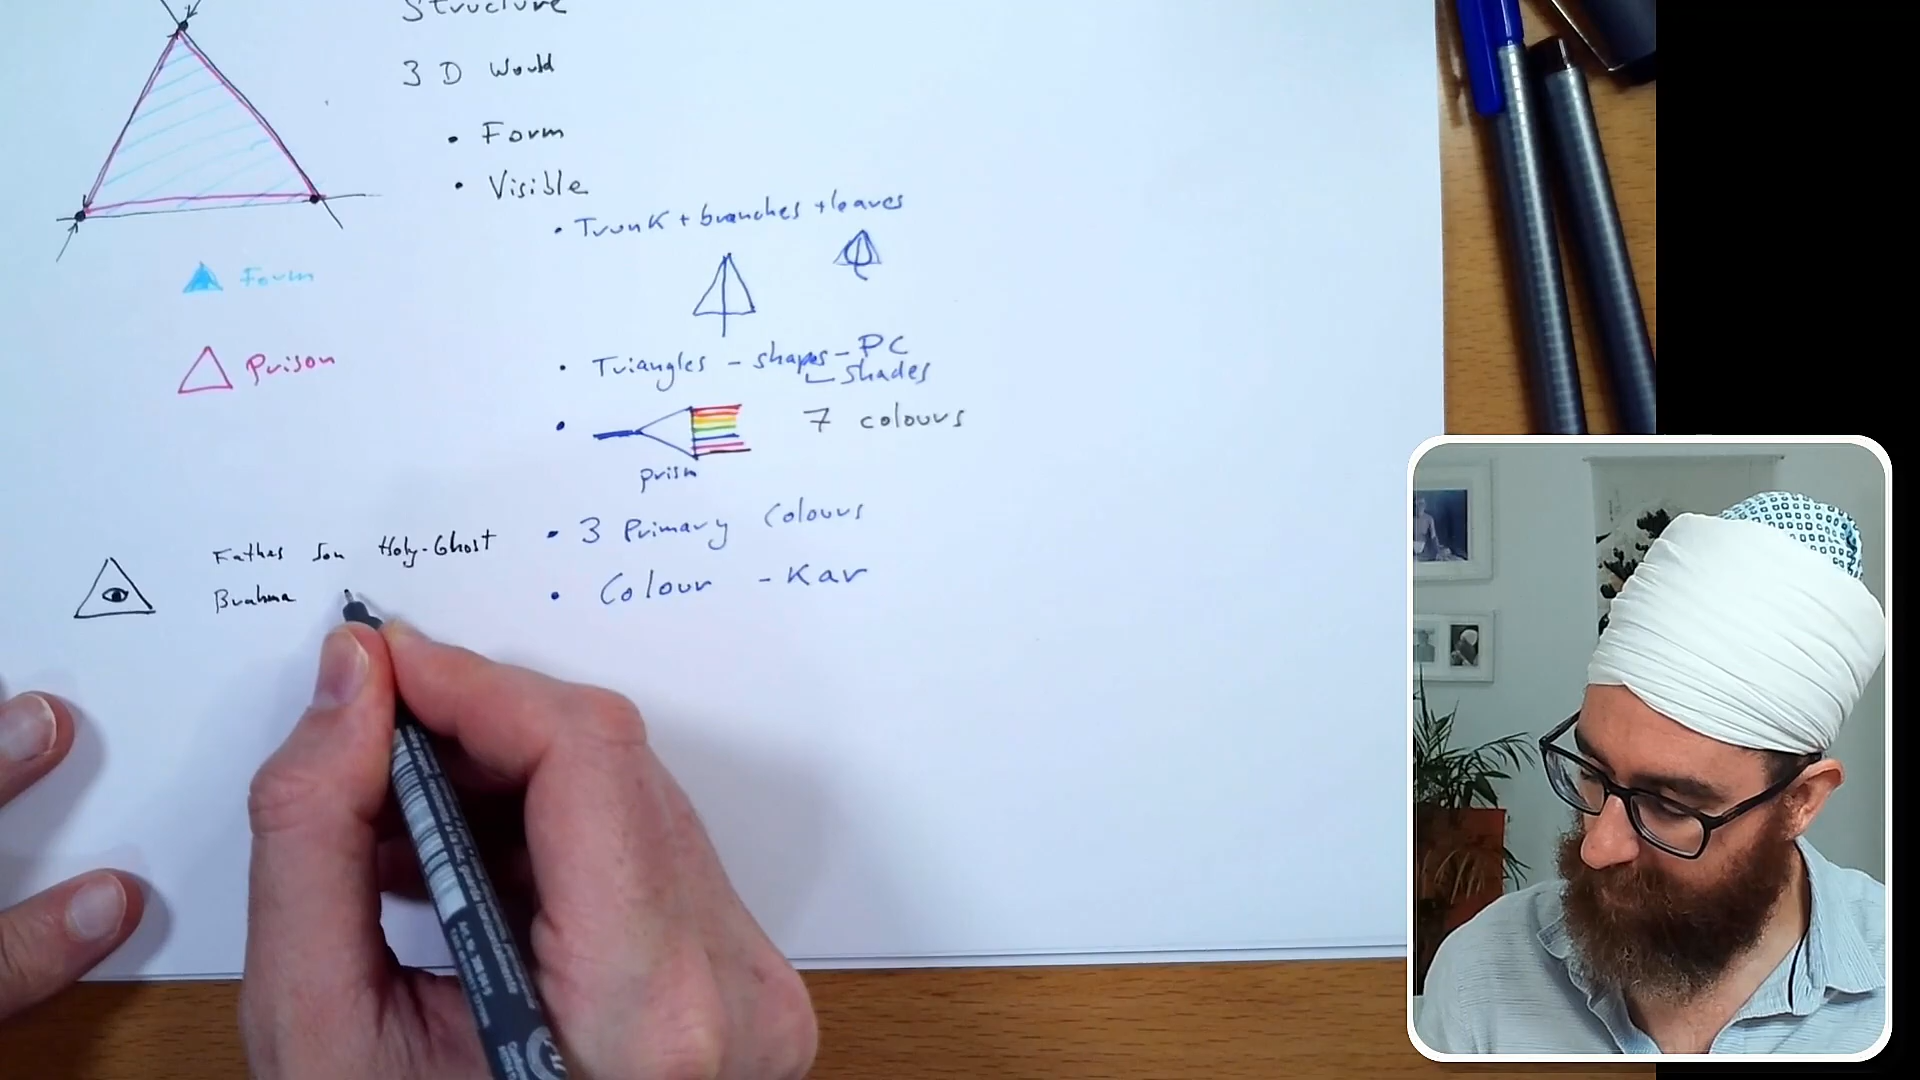 Structure
3 D World
• Form
• Visible
• Trunk + branches + leaves
Form
Prison
• Triangles - shapes - PC
shades
7 colours
prism
• 3 Primary Colours
Father Son Holy-Ghost
Brahma
• Colour - Kar